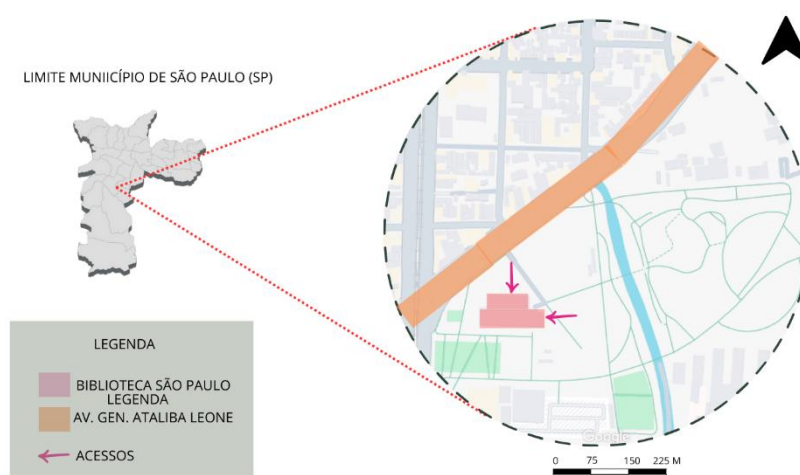 LIMITE MUNIICÍPIO DE SÃO PAULO (SP)
LEGENDA
BIBLIOTECA SÃO PAULO
LEGENDA
AV. GEN. ATALIBA LEONE
ACESSOS
Google
0 75 150 225 M